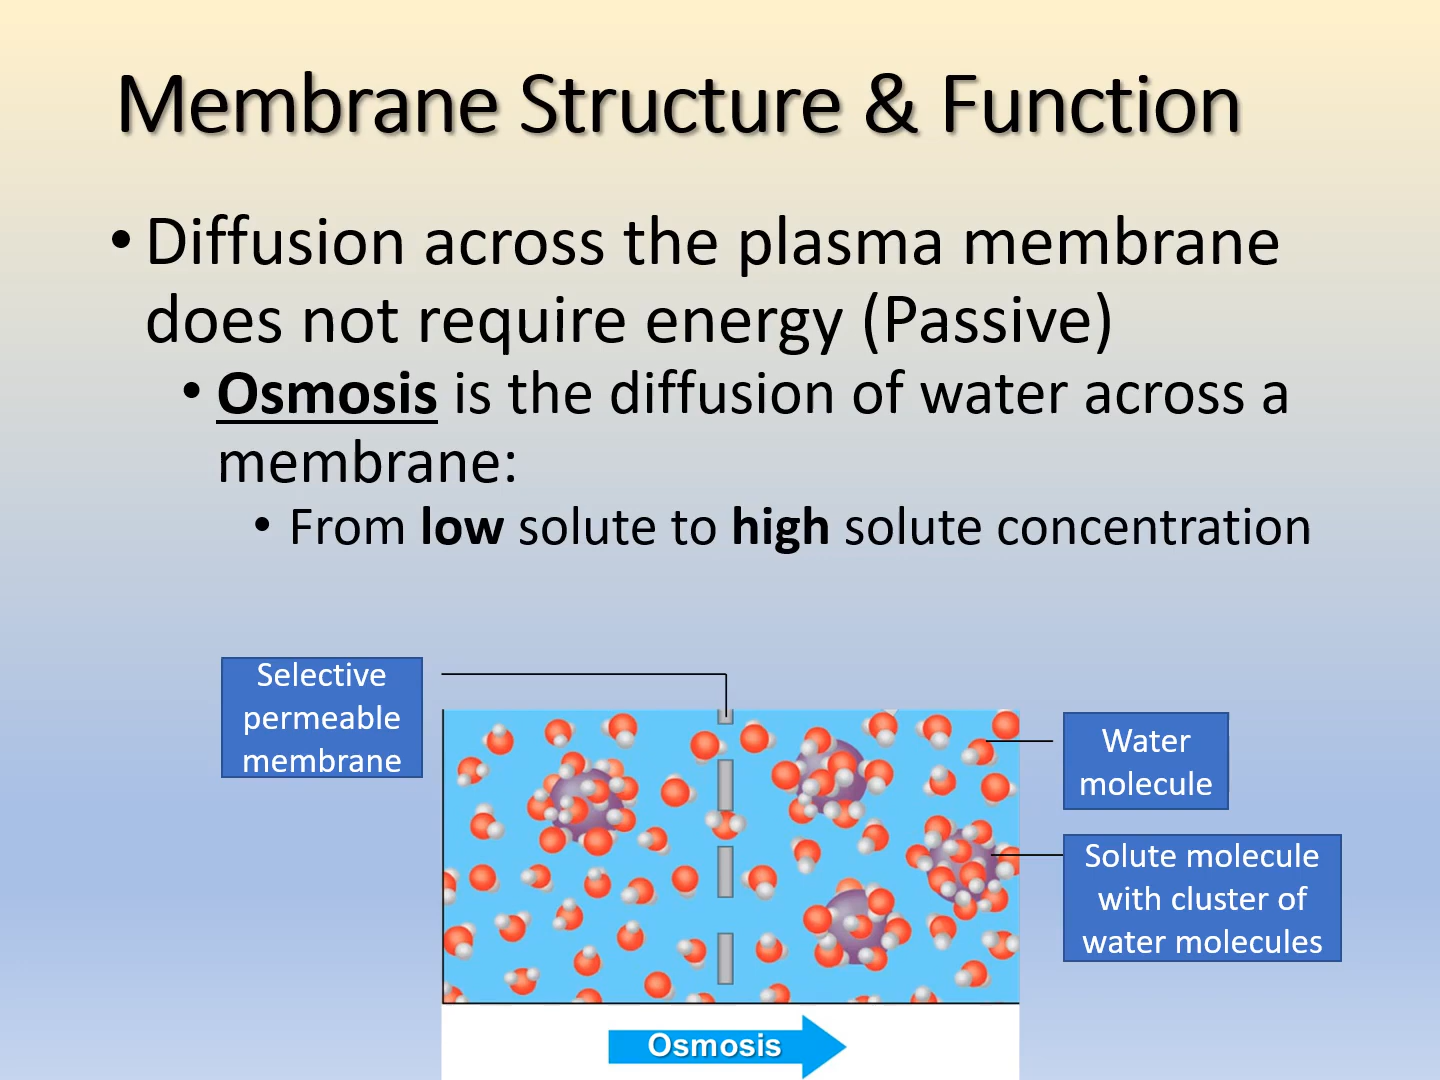 Membrane Structure & Function
• Diffusion across the plasma membrane
does not require energy (Passive)
• Osmosis is the diffusion of water across a
membrane:
• From low solute to high solute concentration
Selective
permeable
membrane
Water
molecule
Solute molecule
with cluster of
water molecules
Osmosis